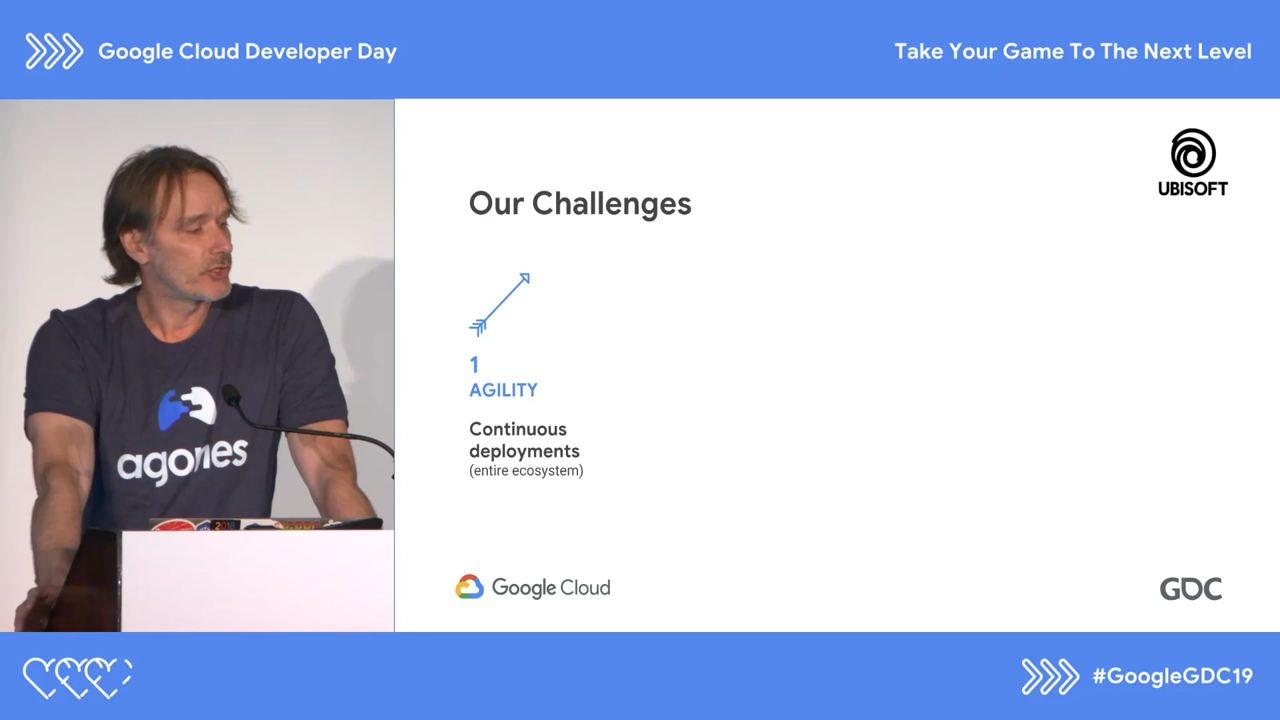 Google Cloud Developer Day
Take Your Game To The Next Level
UBISOFT
Our Challenges
1
AGILITY
Continuous
deployments
(entire ecosystem)
agones
2018
Google Cloud
GDC
#GoogleGDC19